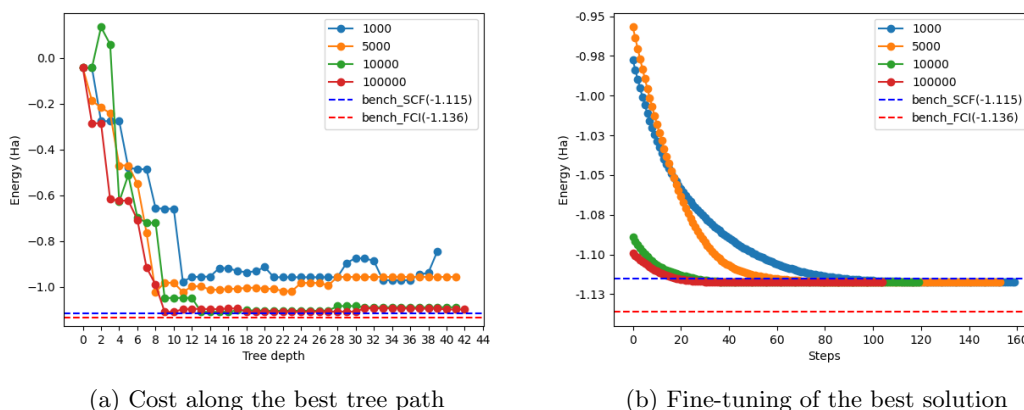 1000
5000
10000
100000
bench_SCF(-1.115)
bench_FCI(-1.136)
0.0
−0.2
−0.4
−0.6
−0.8
−1.0
Energy (Ha)
0 2 4 6 8 10 12 14 16 18 20 22 24 26 28 30 32 34 36 38 40 42 44
Tree depth
(a) Cost along the best tree path
1000
5000
10000
100000
bench_SCF(-1.115)
bench_FCI(-1.136)
−0.95
−0.98
−1.00
−1.03
−1.05
−1.08
−1.10
−1.13
Energy (Ha)
0 20 40 60 80 100 120 140 160
Steps
(b) Fine-tuning of the best solution